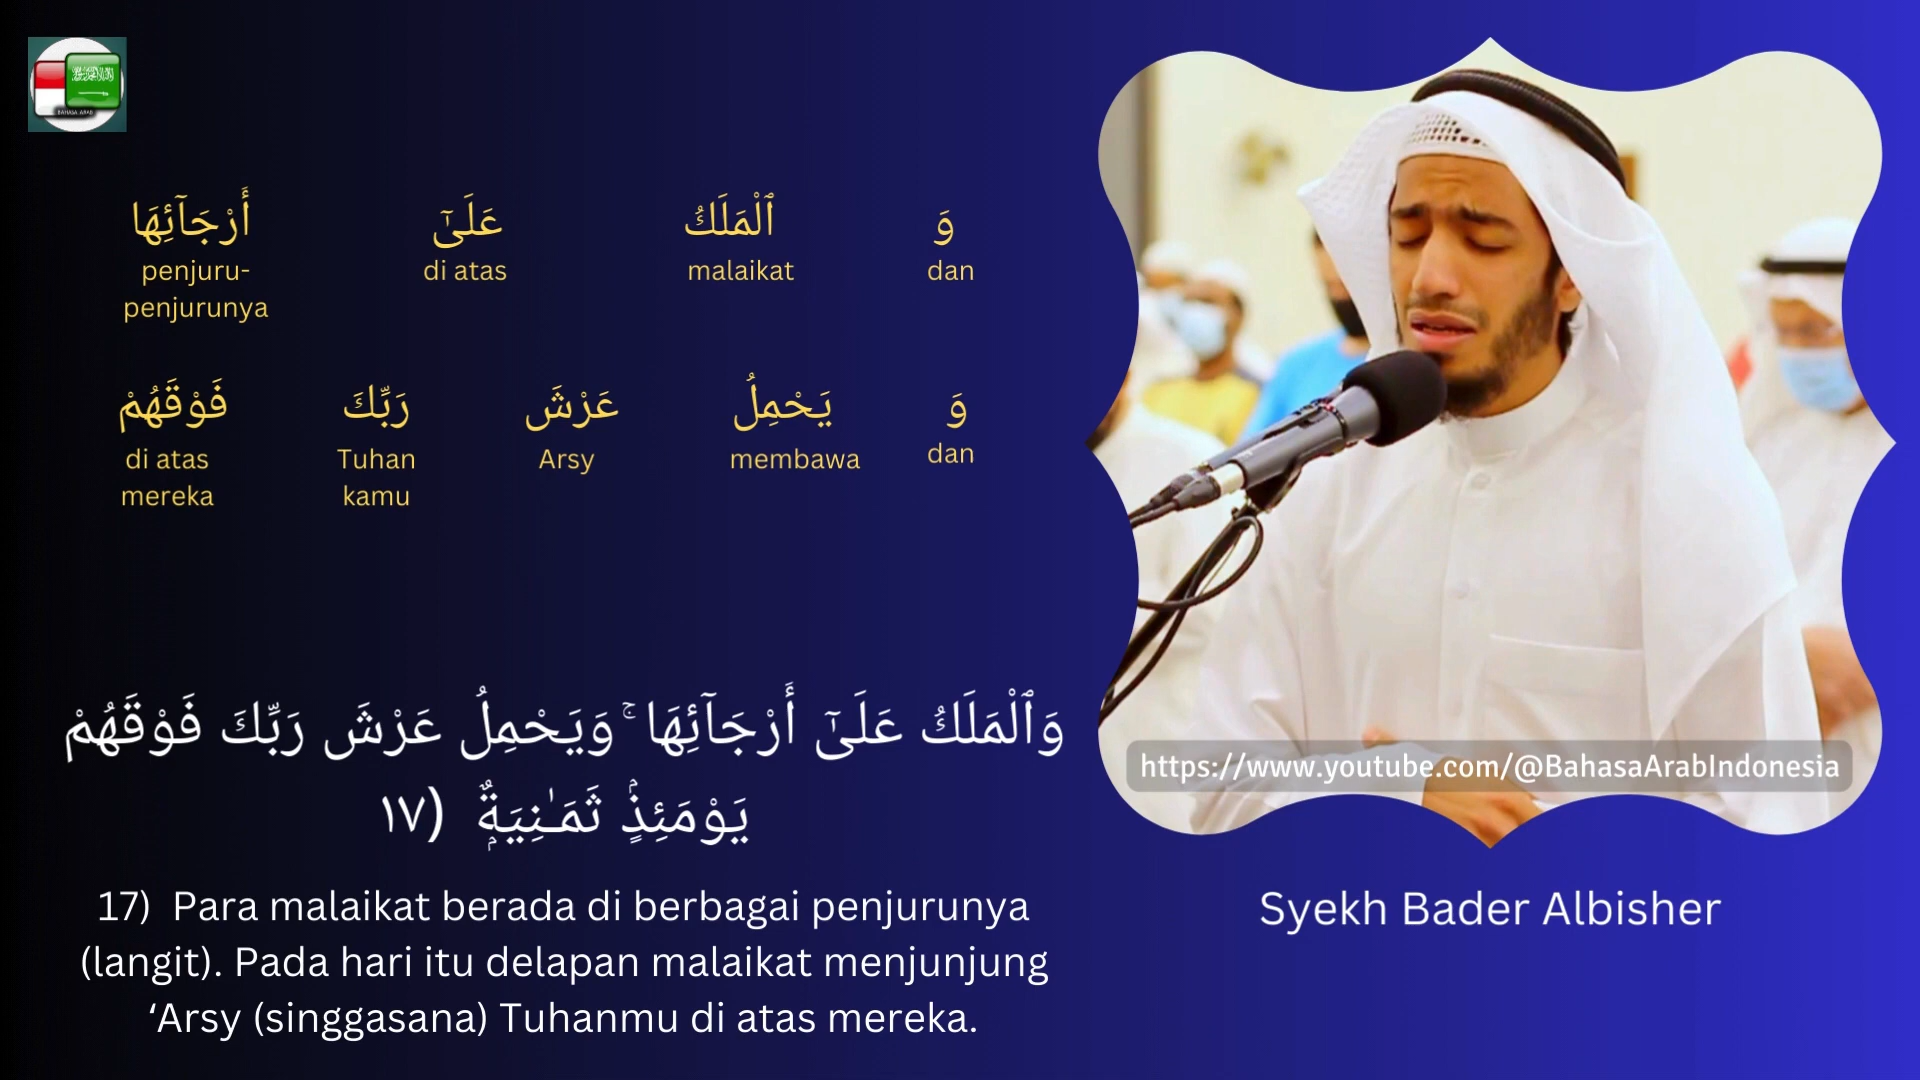 BAHASA ARAB
وَ ٱلْمَلَكُ عَلَىٰٓ أَرْجَآئِهَا
dan malaikat di atas penjuru-
penjurunya
وَ يَحْمِلُ عَرْشَ رَبِّكَ فَوْقَهُمْ
dan membawa Arsy Tuhan di atas
kamu mereka
وَٱلْمَلَكُ عَلَىٰٓ أَرْجَآئِهَا ۚ وَيَحْمِلُ عَرْشَ رَبِّكَ فَوْقَهُمْ
يَوْمَئِذٍۢ ثَمَـٰنِيَةٌۭ (١٧
17) Para malaikat berada di berbagai penjurunya
(langit). Pada hari itu delapan malaikat menjunjung
‘Arsy (singgasana) Tuhanmu di atas mereka.
https://www.youtube.com/@BahasaArabIndonesia
Syekh Bader Albisher